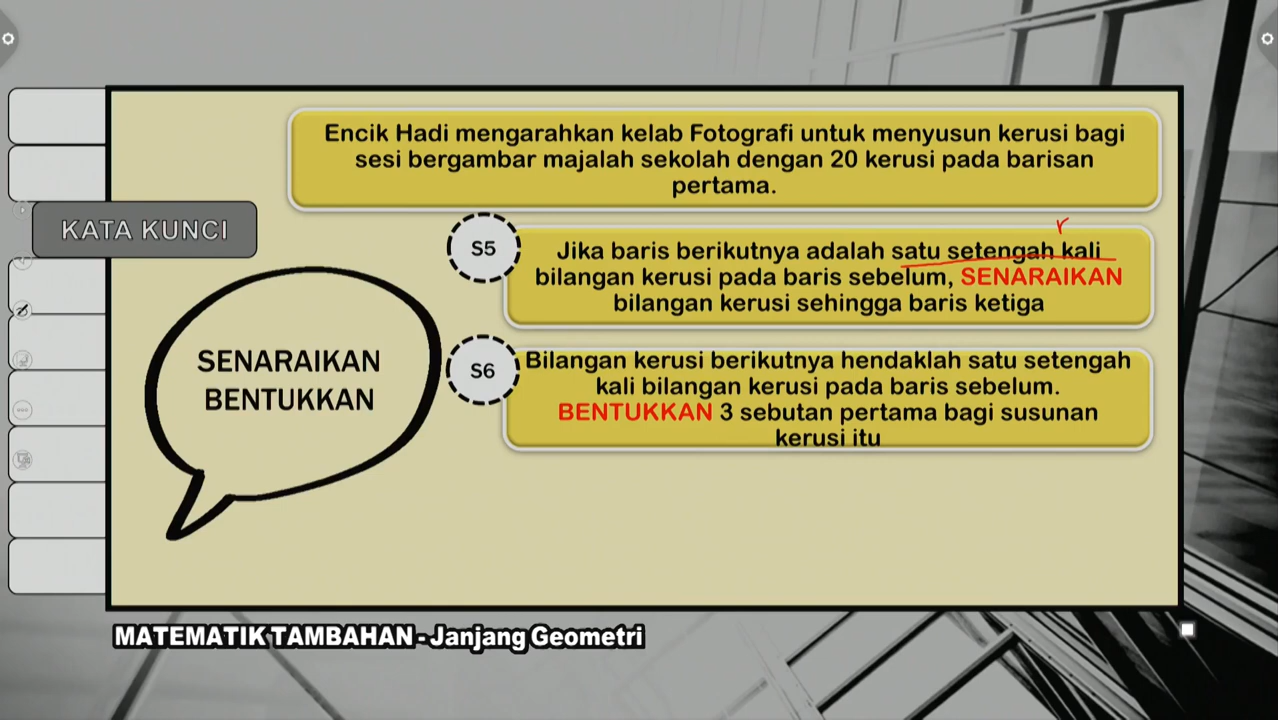 Encik Hadi mengarahkan kelab Fotografi untuk menyusun kerusi bagi
sesi bergambar majalah sekolah dengan 20 kerusi pada barisan
pertama.
KATA KUNCI
r
S5
Jika baris berikutnya adalah satu setengah kali
bilangan kerusi pada baris sebelum, SENARAIKAN
bilangan kerusi sehingga baris ketiga
SENARAIKAN
BENTUKKAN
S6
Bilangan kerusi berikutnya hendaklah satu setengah
kali bilangan kerusi pada baris sebelum.
BENTUKKAN 3 sebutan pertama bagi susunan
kerusi itu
MATEMATIK TAMBAHAN - Janjang Geometri